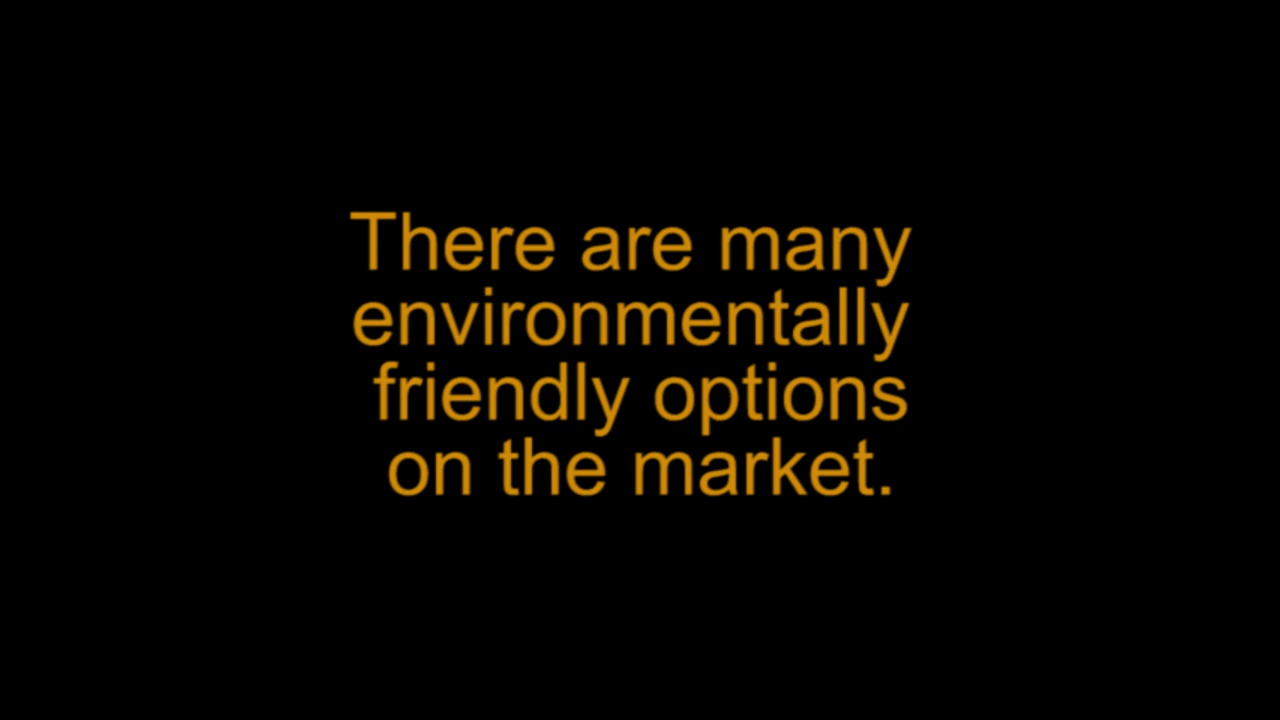 There are many
environmentally
friendly options
on the market.